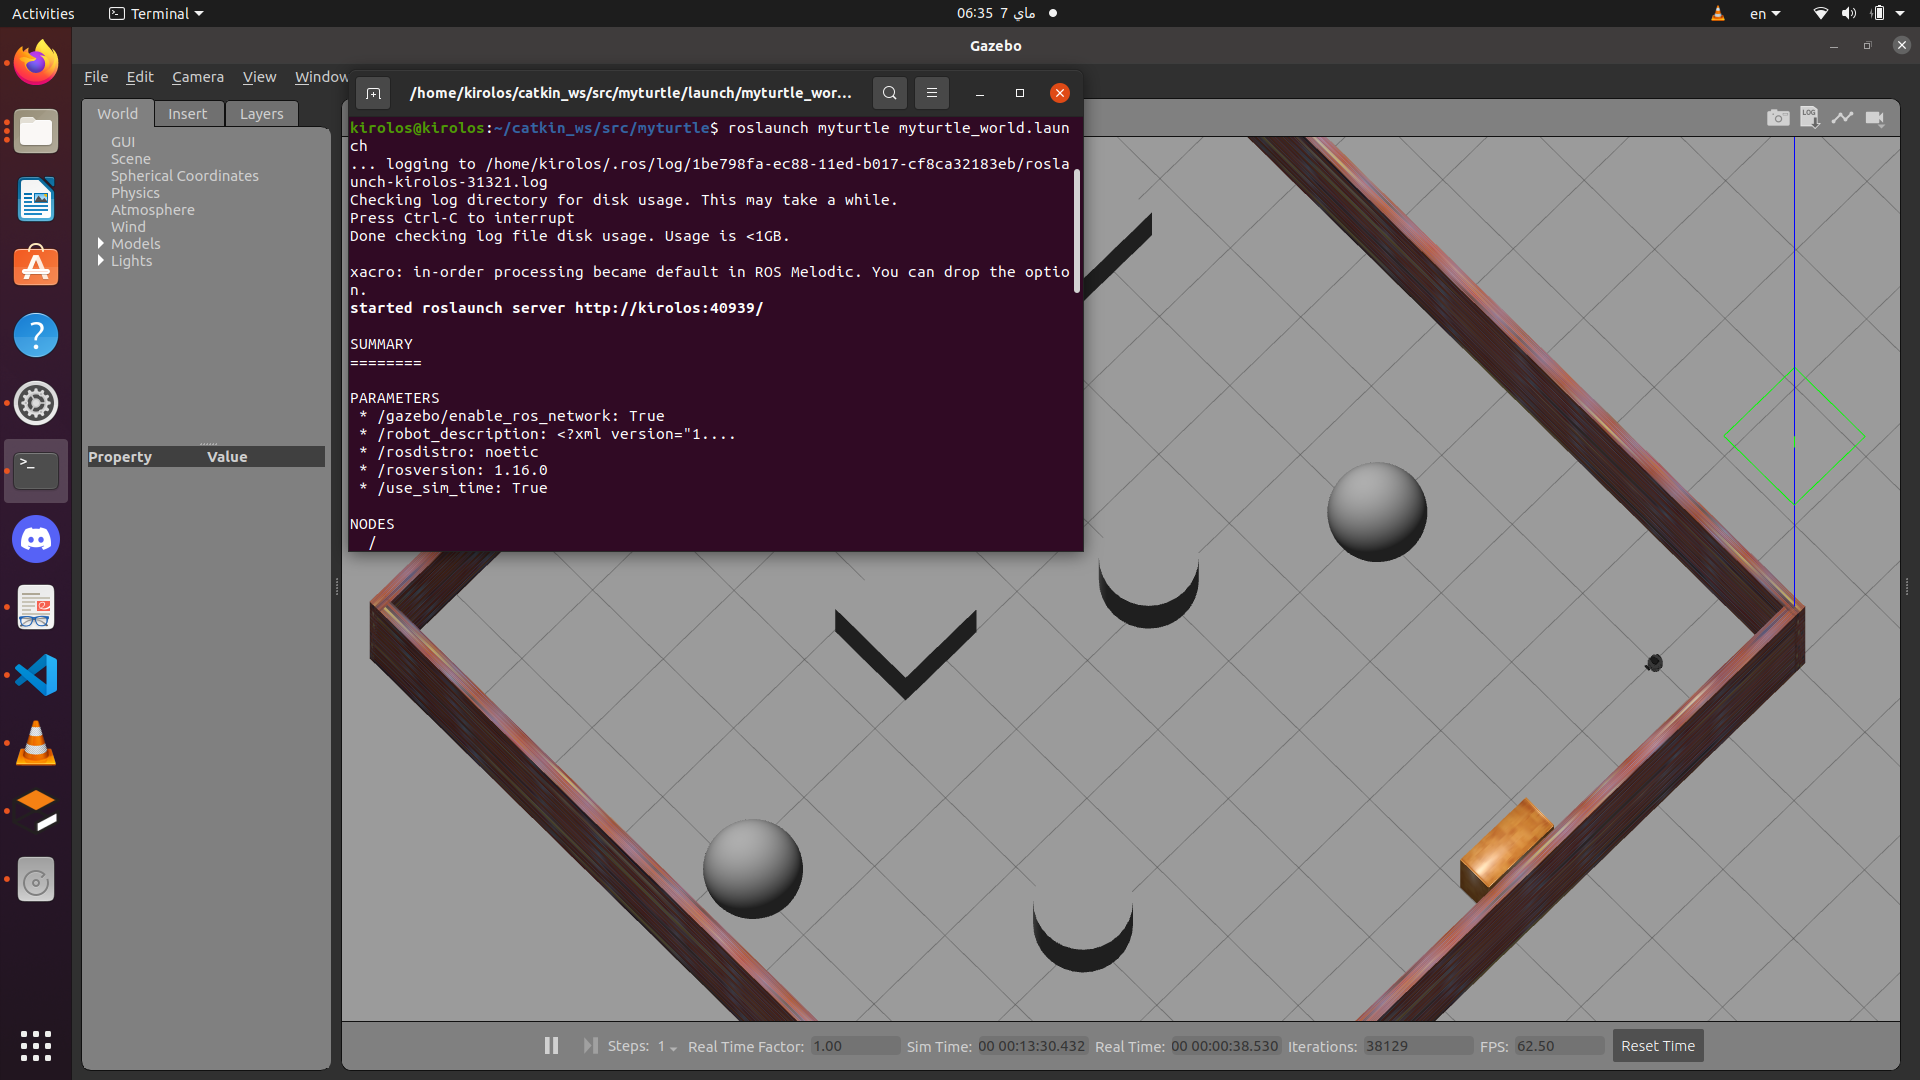 Activities
Terminal
06:35 7 ماي
en
Gazebo
File Edit Camera View Window
/home/kirolos/catkin_ws/src/myturtle/launch/myturtle_wor...
World Insert Layers
GUI
Scene
Spherical Coordinates
Physics
Atmosphere
Wind
Models
Lights
Property Value
kirolos@kirolos:~/catkin_ws/src/myturtle$ roslaunch myturtle myturtle_world.laun
ch
... logging to /home/kirolos/.ros/log/1be798fa-ec88-11ed-b017-cf8ca32183eb/rosla
unch-kirolos-31321.log
Checking log directory for disk usage. This may take a while.
Press Ctrl-C to interrupt
Done checking log file disk usage. Usage is <1GB.
xacro: in-order processing became default in ROS Melodic. You can drop the optio
n.
started roslaunch server http://kirolos:40939/
SUMMARY
========
PARAMETERS
* /gazebo/enable_ros_network: True
* /robot_description: <?xml version="1....
* /rosdistro: noetic
* /rosversion: 1.16.0
* /use_sim_time: True
NODES
/
LOG
Steps: 1 Real Time Factor: 1.00 Sim Time: 00 00:13:30.432 Real Time: 00 00:00:38.530 Iterations: 38129 FPS: 62.50 Reset Time